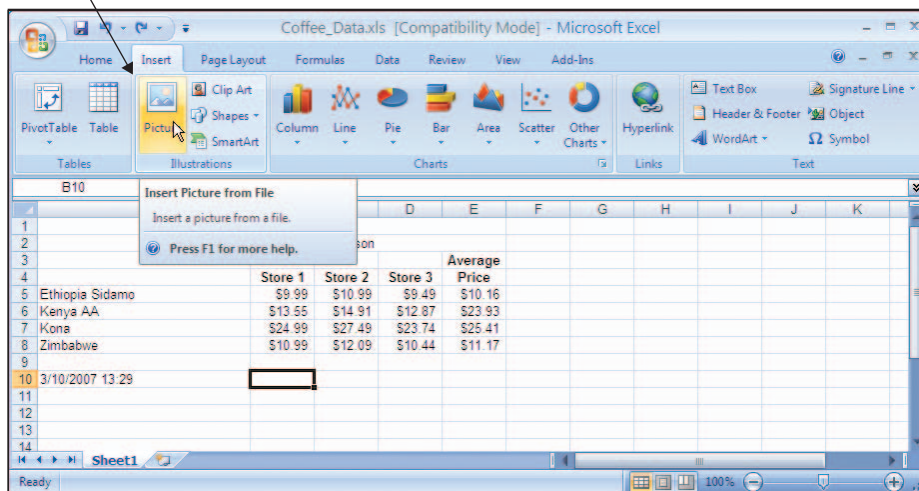 Coffee_Data.xls [Compatibility Mode] - Microsoft Excel
Home Insert Page Layout Formulas Data Review View Add-Ins
PivotTable Table
Tables
Clip Art
Shapes
SmartArt
Illustrations
Column Line Pie Bar Area Scatter Other Charts
Charts
Hyperlink
Links
Text Box Signature Line
Header & Footer Object
WordArt Symbol
Text
B10
Insert Picture from File
Insert a picture from a file.
Press F1 for more help.
D E F G H I J K
1
2 son
3 Average
4 Store 1 Store 2 Store 3 Price
5 Ethiopia Sidamo $9.99 $10.99 $9.49 $10.16
6 Kenya AA $13.55 $14.91 $12.87 $23.93
7 Kona $24.99 $27.49 $23.74 $25.41
8 Zimbabwe $10.99 $12.09 $10.44 $11.17
9
10 3/10/2007 13:29
11
12
13
14
Sheet1
Ready 100%